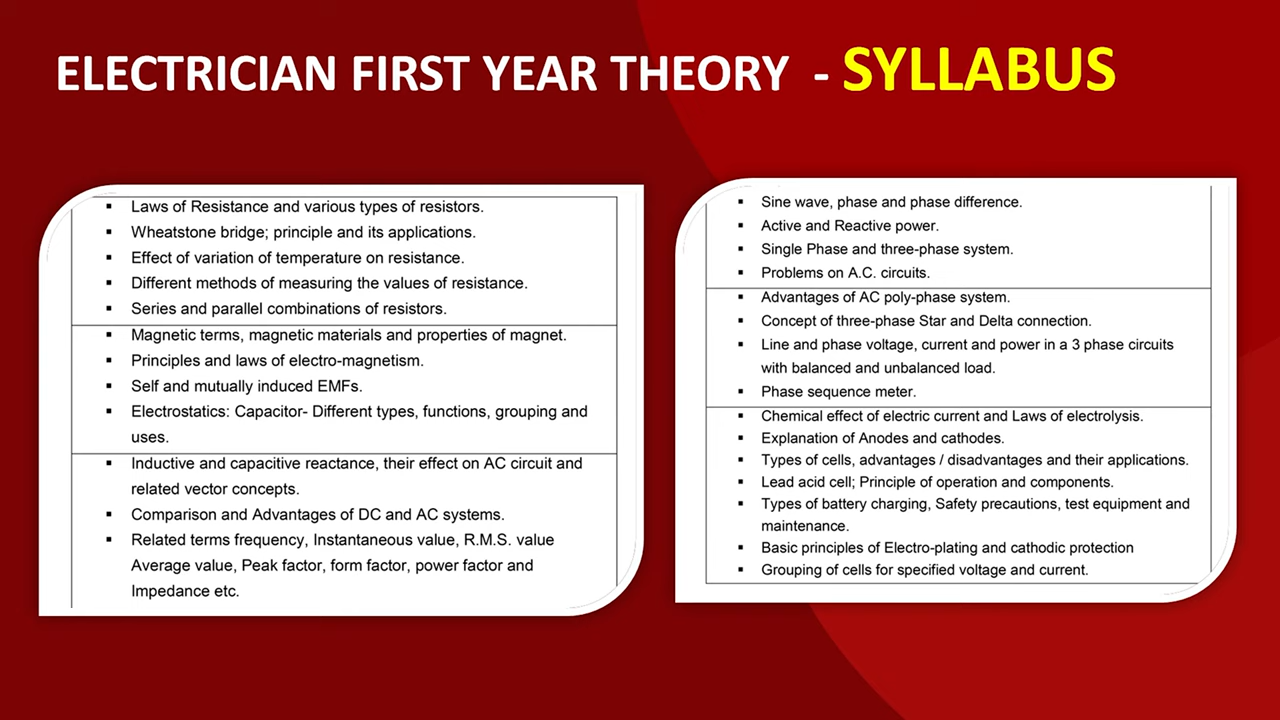 ELECTRICIAN FIRST YEAR THEORY - SYLLABUS
▪ Laws of Resistance and various types of resistors.
▪ Wheatstone bridge; principle and its applications.
▪ Effect of variation of temperature on resistance.
▪ Different methods of measuring the values of resistance.
▪ Series and parallel combinations of resistors.
▪ Magnetic terms, magnetic materials and properties of magnet.
▪ Principles and laws of electro-magnetism.
▪ Self and mutually induced EMFs.
▪ Electrostatics: Capacitor- Different types, functions, grouping and
uses.
▪ Inductive and capacitive reactance, their effect on AC circuit and
related vector concepts.
▪ Comparison and Advantages of DC and AC systems.
▪ Related terms frequency, Instantaneous value, R.M.S. value
Average value, Peak factor, form factor, power factor and
Impedance etc.
▪ Sine wave, phase and phase difference.
▪ Active and Reactive power.
▪ Single Phase and three-phase system.
▪ Problems on A.C. circuits.
▪ Advantages of AC poly-phase system.
▪ Concept of three-phase Star and Delta connection.
▪ Line and phase voltage, current and power in a 3 phase circuits
with balanced and unbalanced load.
▪ Phase sequence meter.
▪ Chemical effect of electric current and Laws of electrolysis.
▪ Explanation of Anodes and cathodes.
▪ Types of cells, advantages / disadvantages and their applications.
▪ Lead acid cell; Principle of operation and components.
▪ Types of battery charging, Safety precautions, test equipment and
maintenance.
▪ Basic principles of Electro-plating and cathodic protection
▪ Grouping of cells for specified voltage and current.